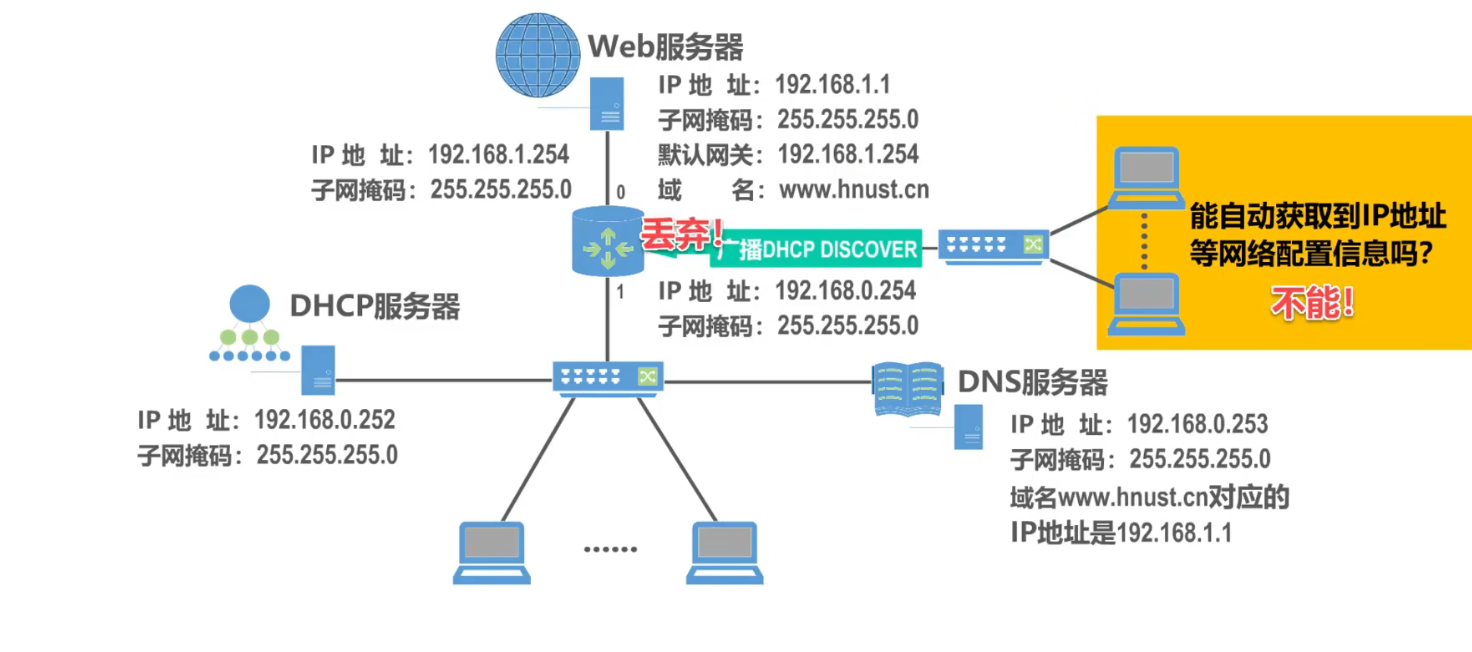 Web服务器
IP 地 址：192.168.1.1
子网掩码：255.255.255.0
默认网关：192.168.1.254
域 名：www.hnust.cn
IP 地 址：192.168.1.254
子网掩码：255.255.255.0
0
丢弃！
广播DHCP DISCOVER
能自动获取到IP地址
等网络配置信息吗？
不能！
1
IP 地 址：192.168.0.254
子网掩码：255.255.255.0
DHCP服务器
IP 地 址：192.168.0.252
子网掩码：255.255.255.0
DNS服务器
IP 地 址：192.168.0.253
子网掩码：255.255.255.0
域名www.hnust.cn对应的
IP地址是192.168.1.1
······